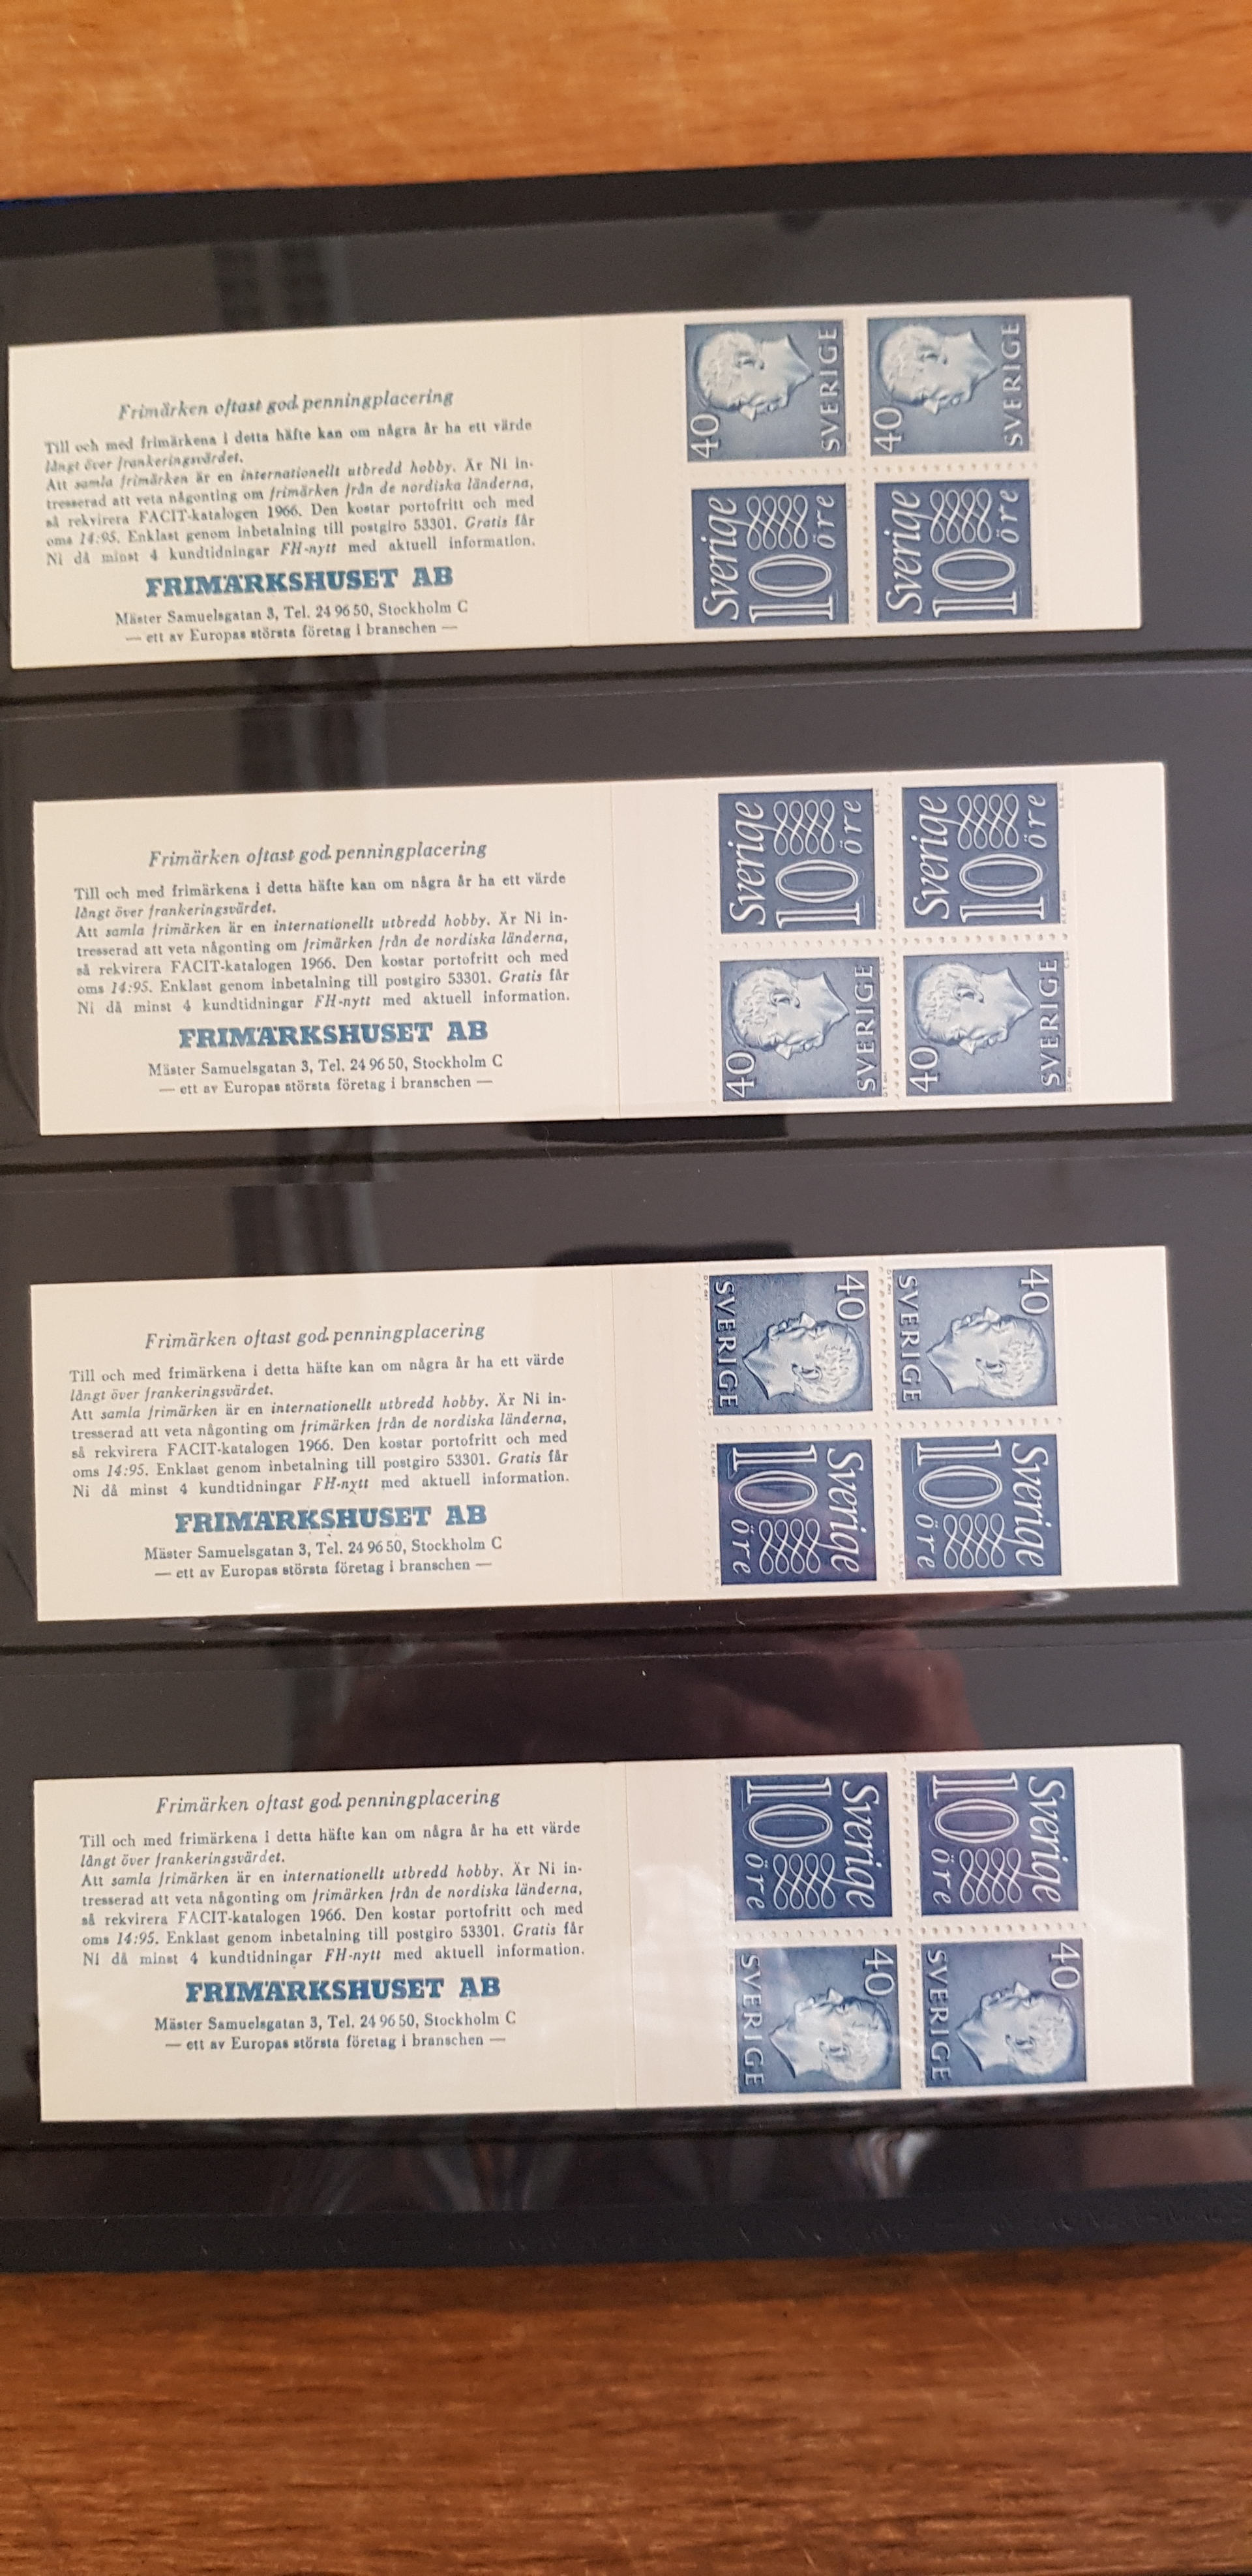 Frimärken oftast god penningplacering
Till och med frimärkena i detta häfte kan om några år ha ett värde
långt över frankeringsvärdet.
Att samla frimärken är en internationellt utbredd hobby. Är Ni in-
tresserad att veta någonting om frimärken från de nordiska länderna,
så rekvirera FACIT-katalogen 1966. Den kostar portofritt och med
oms 14:95. Enklast genom inbetalning till postgiro 53301. Gratis får
Ni då minst 4 kundtidningar FH-nytt med aktuell information.
FRIMÄRKSHUSET AB
Mäster Samuelsgatan 3, Tel. 24 96 50, Stockholm C
— ett av Europas största företag i branschen —
40
SVERIGE
40
SVERIGE
Sverige
10 öre
Sverige
10 öre
Frimärken oftast god penningplacering
Till och med frimärkena i detta häfte kan om några år ha ett värde
långt över frankeringsvärdet.
Att samla frimärken är en internationellt utbredd hobby. Är Ni in-
tresserad att veta någonting om frimärken från de nordiska länderna,
så rekvirera FACIT-katalogen 1966. Den kostar portofritt och med
oms 14:95. Enklast genom inbetalning till postgiro 53301. Gratis får
Ni då minst 4 kundtidningar FH-nytt med aktuell information.
FRIMÄRKSHUSET AB
Mäster Samuelsgatan 3, Tel. 24 96 50, Stockholm C
— ett av Europas största företag i branschen —
Sverige
10 öre
Sverige
10 öre
40
SVERIGE
40
SVERIGE
Frimärken oftast god penningplacering
Till och med frimärkena i detta häfte kan om några år ha ett värde
långt över frankeringsvärdet.
Att samla frimärken är en internationellt utbredd hobby. Är Ni in-
tresserad att veta någonting om frimärken från de nordiska länderna,
så rekvirera FACIT-katalogen 1966. Den kostar portofritt och med
oms 14:95. Enklast genom inbetalning till postgiro 53301. Gratis får
Ni då minst 4 kundtidningar FH-nytt med aktuell information.
FRIMÄRKSHUSET AB
Mäster Samuelsgatan 3, Tel. 24 96 50, Stockholm C
— ett av Europas största företag i branschen —
40
SVERIGE
40
SVERIGE
Sverige
10 öre
Sverige
10 öre
Frimärken oftast god penningplacering
Till och med frimärkena i detta häfte kan om några år ha ett värde
långt över frankeringsvärdet.
Att samla frimärken är en internationellt utbredd hobby. Är Ni in-
tresserad att veta någonting om frimärken från de nordiska länderna,
så rekvirera FACIT-katalogen 1966. Den kostar portofritt och med
oms 14:95. Enklast genom inbetalning till postgiro 53301. Gratis får
Ni då minst 4 kundtidningar FH-nytt med aktuell information.
FRIMÄRKSHUSET AB
Mäster Samuelsgatan 3, Tel. 24 96 50, Stockholm C
— ett av Europas största företag i branschen —
Sverige
10 öre
Sverige
10 öre
40
SVERIGE
40
SVERIGE